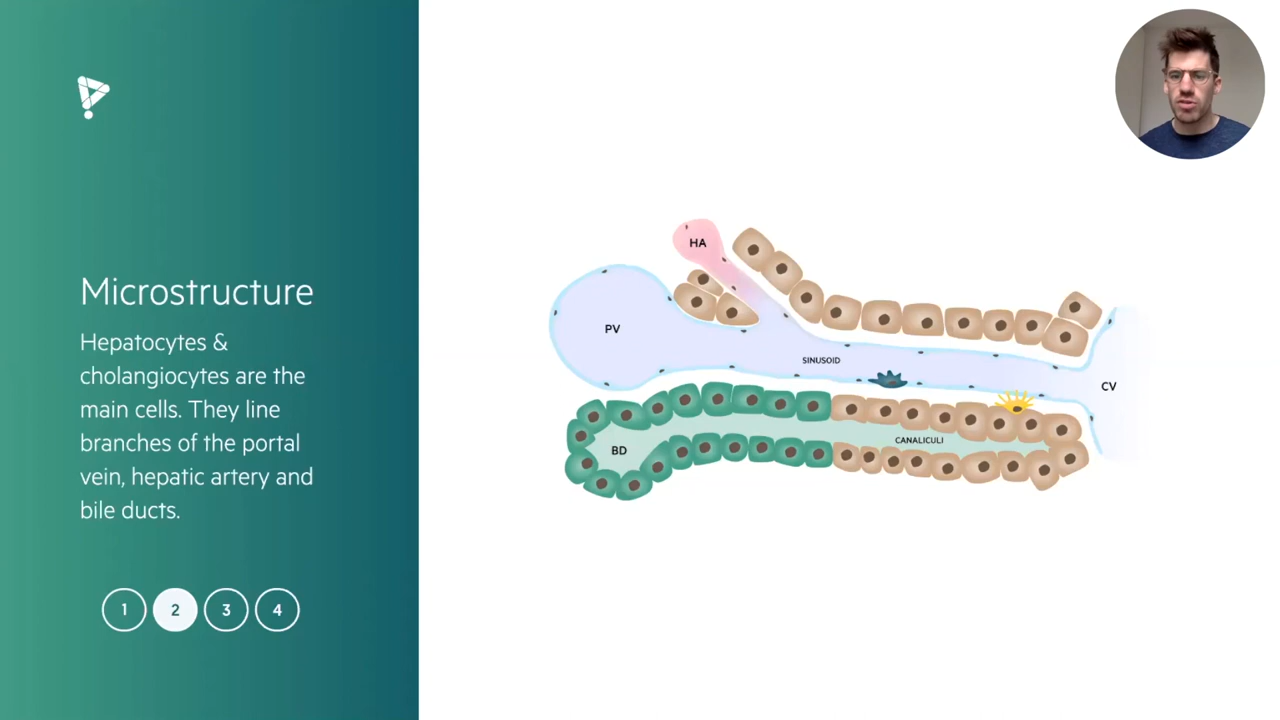 Microstructure
Hepatocytes &
cholangiocytes are the
main cells. They line
branches of the portal
vein, hepatic artery and
bile ducts.
1 2 3 4
HA
PV
SINUSOID
CV
CANALICULI
BD